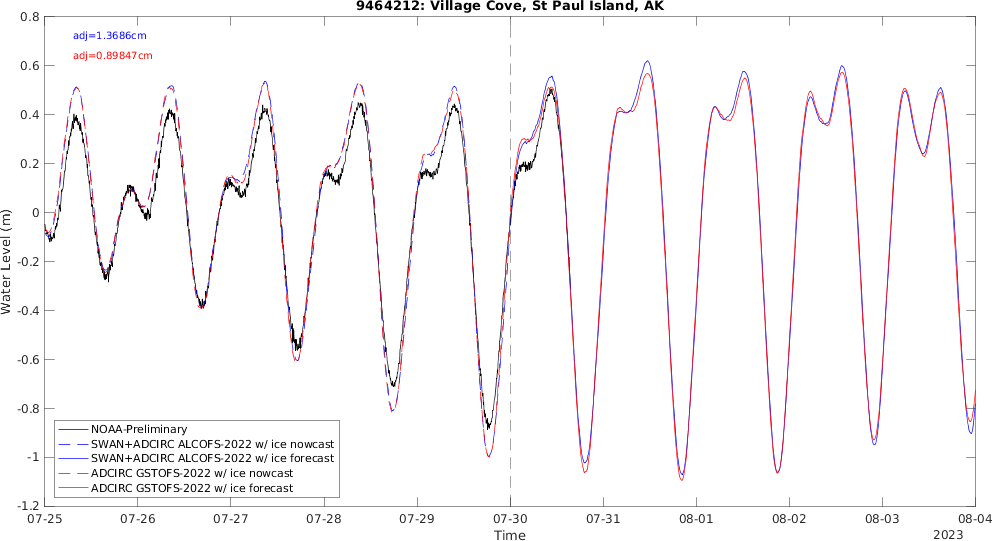 9464212: Village Cove, St Paul Island, AK
adj=1.3686cm
adj=0.89847cm
0.8
0.6
0.4
0.2
0
-0.2
-0.4
-0.6
-0.8
-1
-1.2
Water Level (m)
NOAA-Preliminary
SWAN+ADCIRC ALCOFS-2022 w/ ice nowcast
SWAN+ADCIRC ALCOFS-2022 w/ ice forecast
ADCIRC GSTOFS-2022 w/ ice nowcast
ADCIRC GSTOFS-2022 w/ ice forecast
07-25 07-26 07-27 07-28 07-29 07-30 07-31 08-01 08-02 08-03 08-04
Time
2023